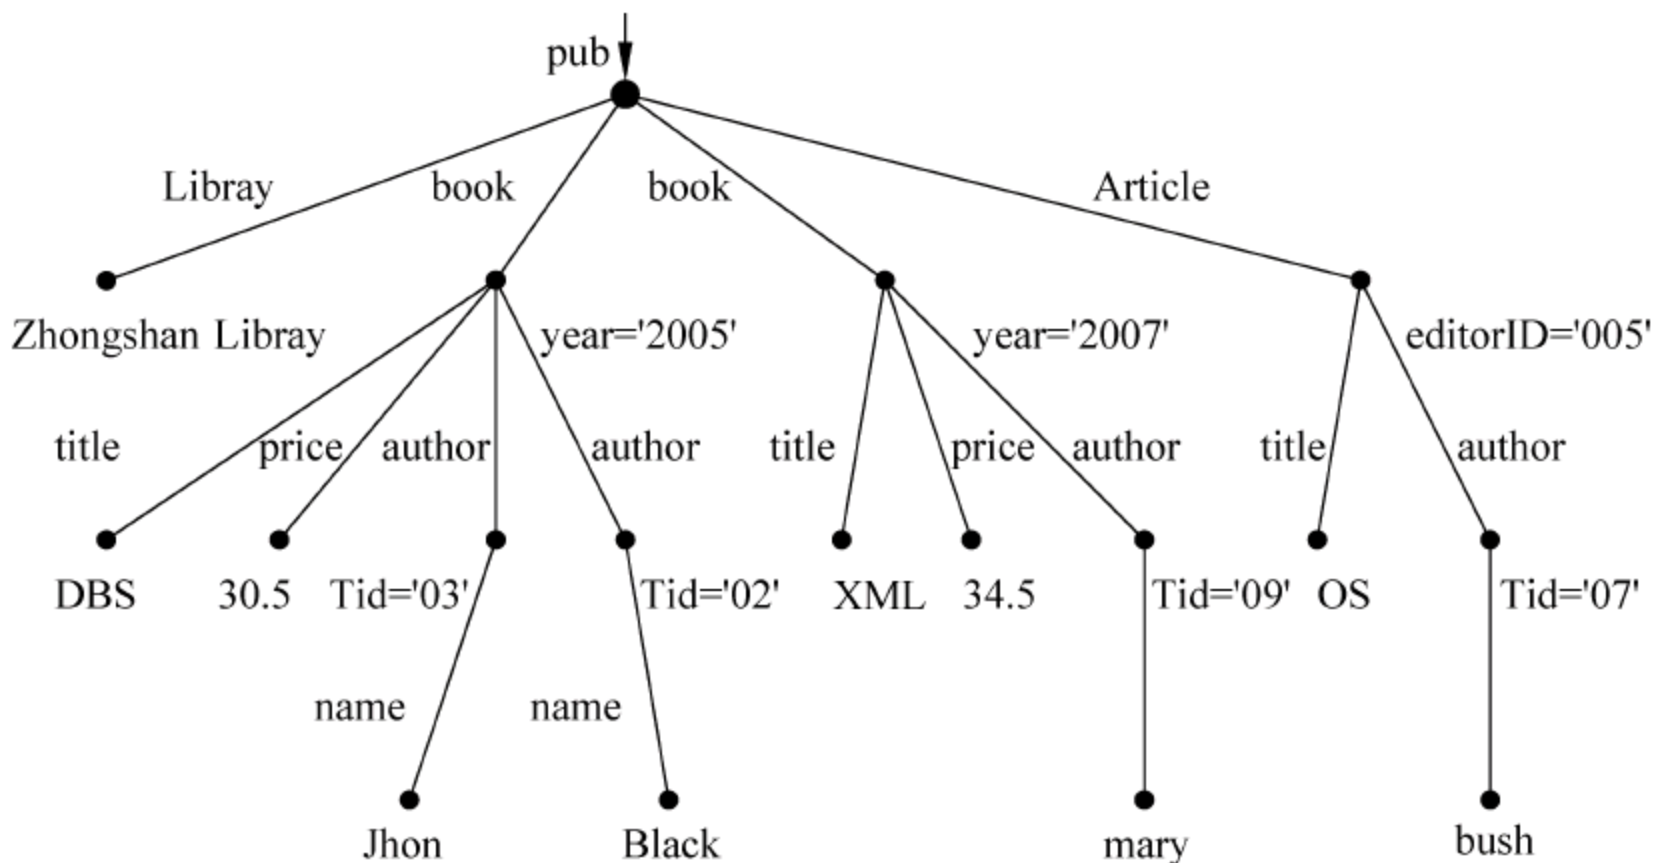 pub
Libray book book Article
Zhongshan Libray year='2005' year='2007' editorID='005'
title price author author title price author title author
DBS 30.5 Tid='03' Tid='02' XML 34.5 Tid='09' OS Tid='07'
name name
Jhon Black mary bush